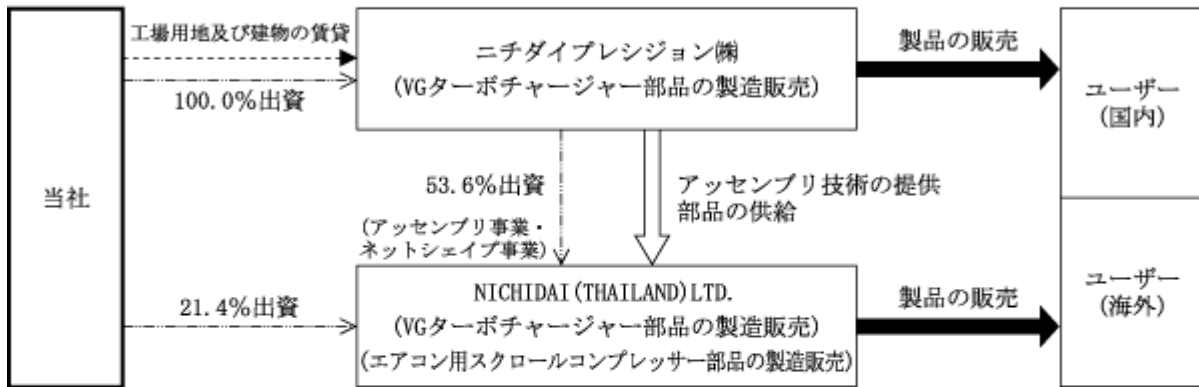 当社
工場用地及び建物の賃貸
100.0%出資
ニチダイプレシジョン㈱
(VGターボチャージャー部品の製造販売)
製品の販売
ユーザー
(国内)
53.6%出資
(アッセンブリ事業・
ネットシェイプ事業)
アッセンブリ技術の提供
部品の供給
21.4%出資
NICHIDAI(THAILAND)LTD.
(VGターボチャージャー部品の製造販売)
(エアコン用スクロールコンプレッサー部品の製造販売)
製品の販売
ユーザー
(海外)